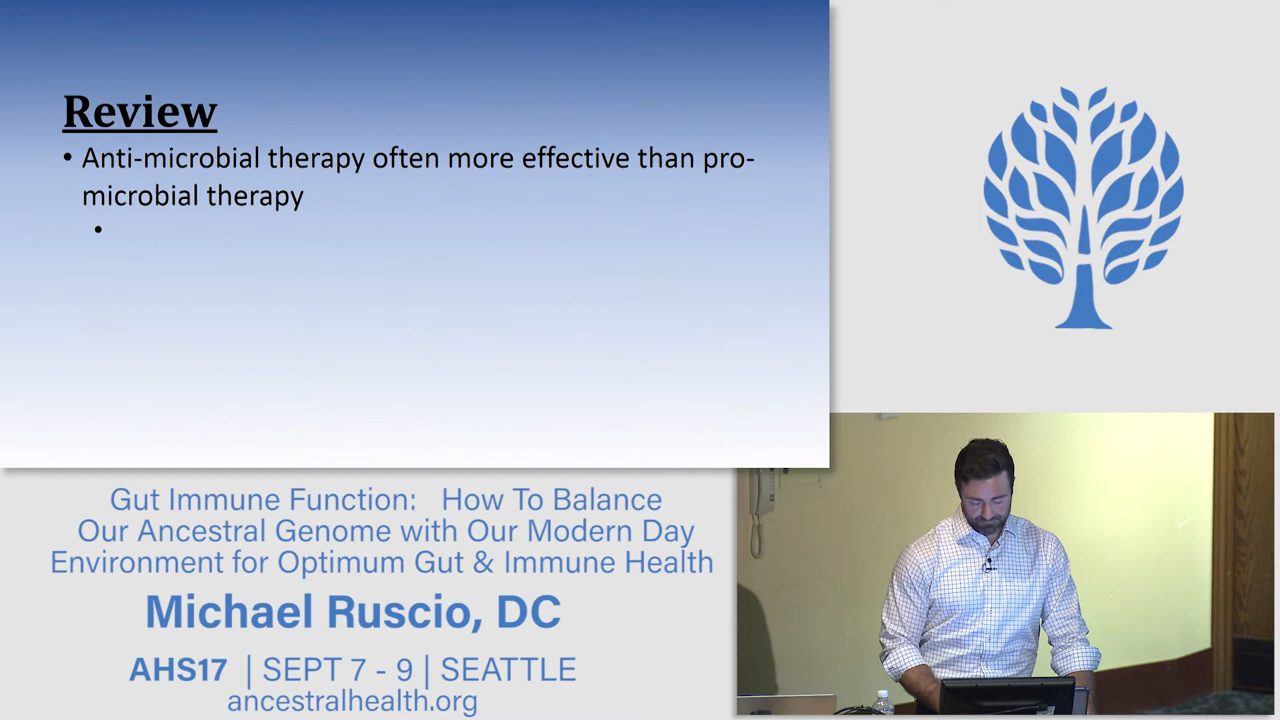 Review
• Anti-microbial therapy often more effective than pro-
microbial therapy
•
Gut Immune Function: How To Balance
Our Ancestral Genome with Our Modern Day
Environment for Optimum Gut & Immune Health
Michael Ruscio, DC
AHS17 | SEPT 7 - 9 | SEATTLE
ancestralhealth.org